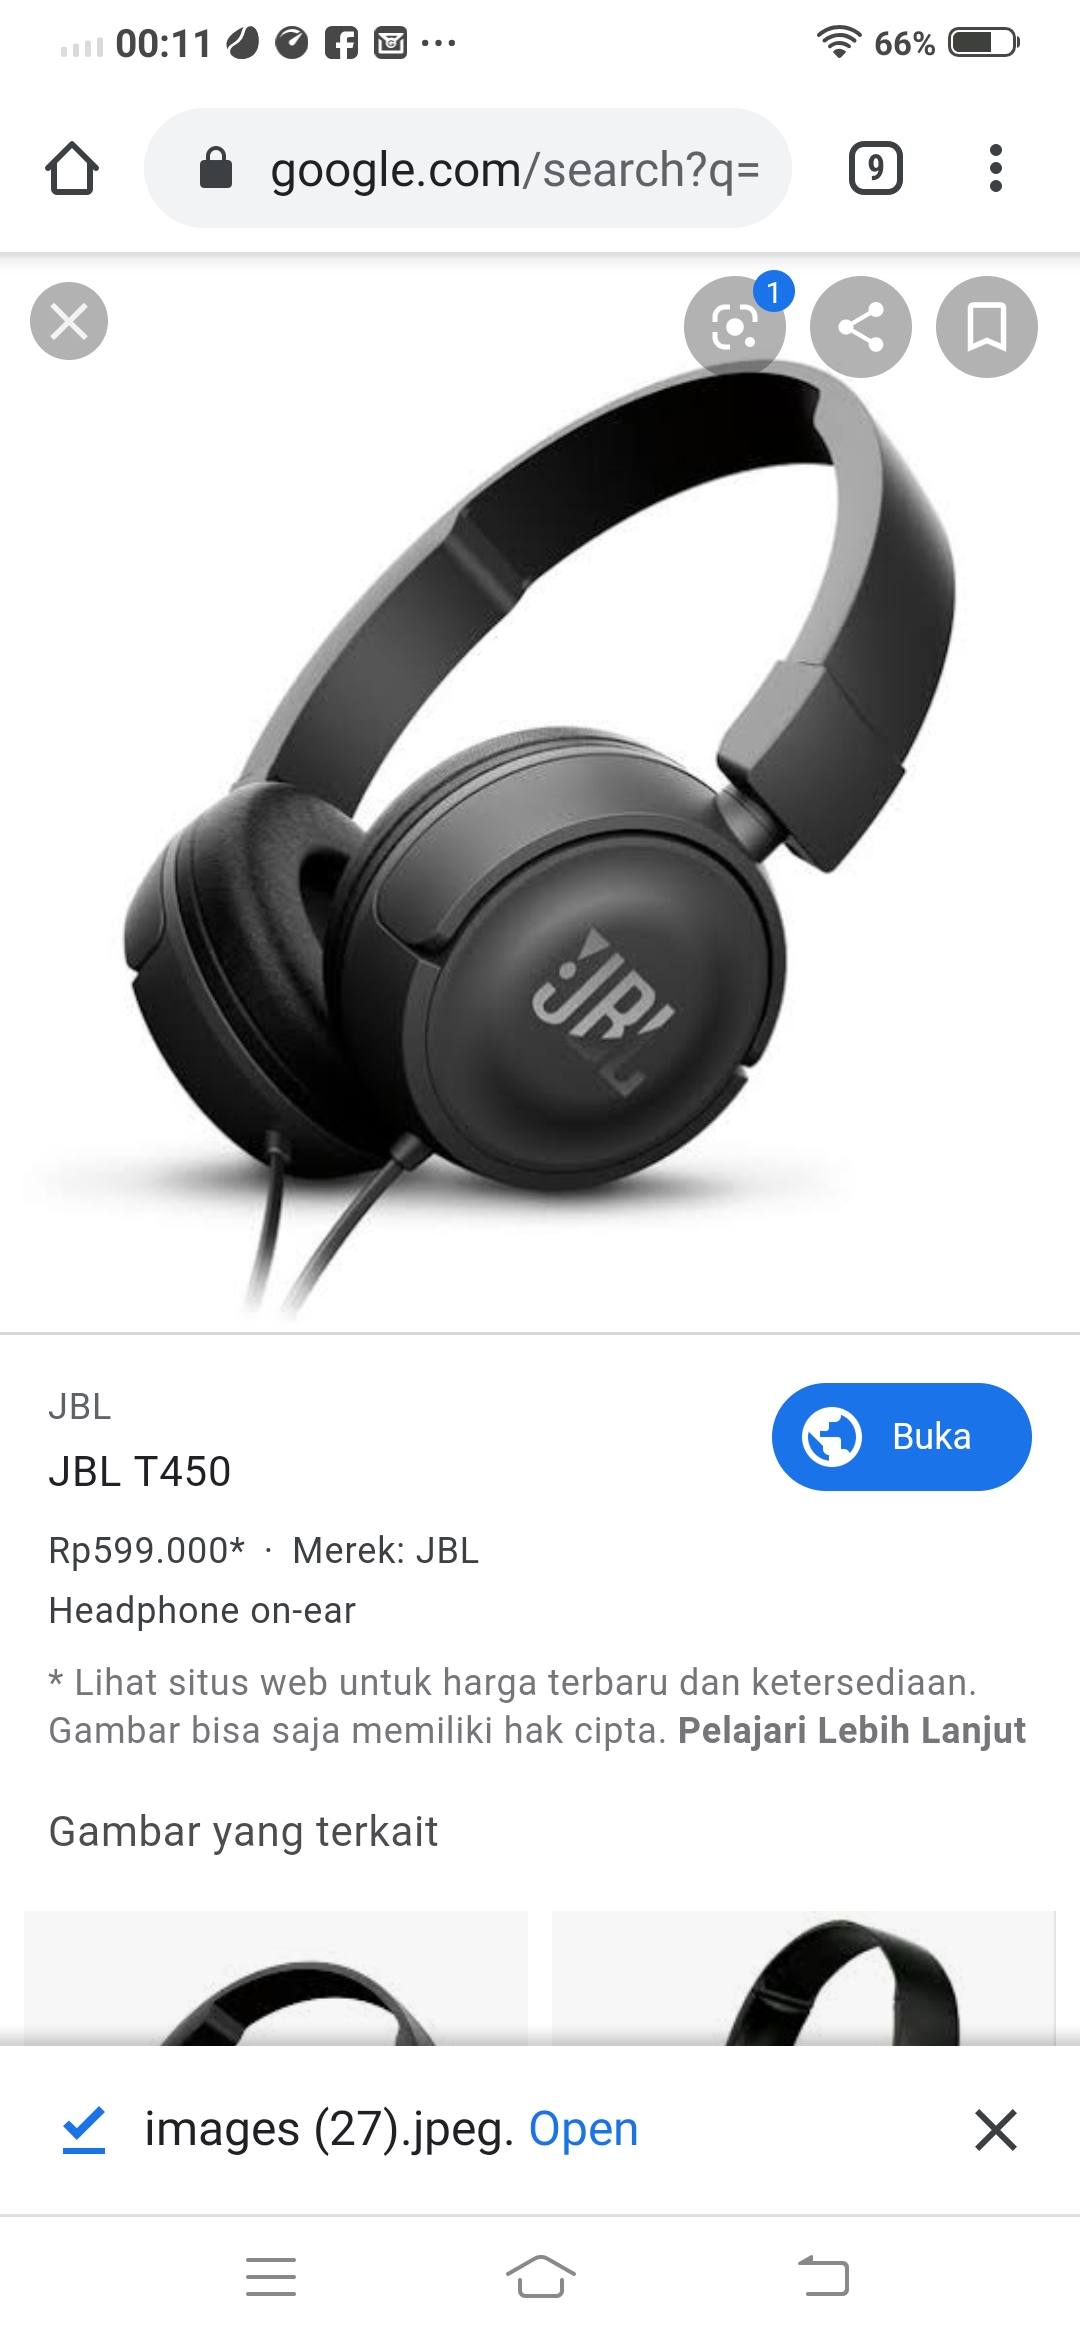 00:11
66%
google.com/search?q=
9
1
JBL
JBL
JBL T450
Buka
Rp599.000* · Merek: JBL
Headphone on-ear
* Lihat situs web untuk harga terbaru dan ketersediaan.
Gambar bisa saja memiliki hak cipta. Pelajari Lebih Lanjut
Gambar yang terkait
images (27).jpeg. Open